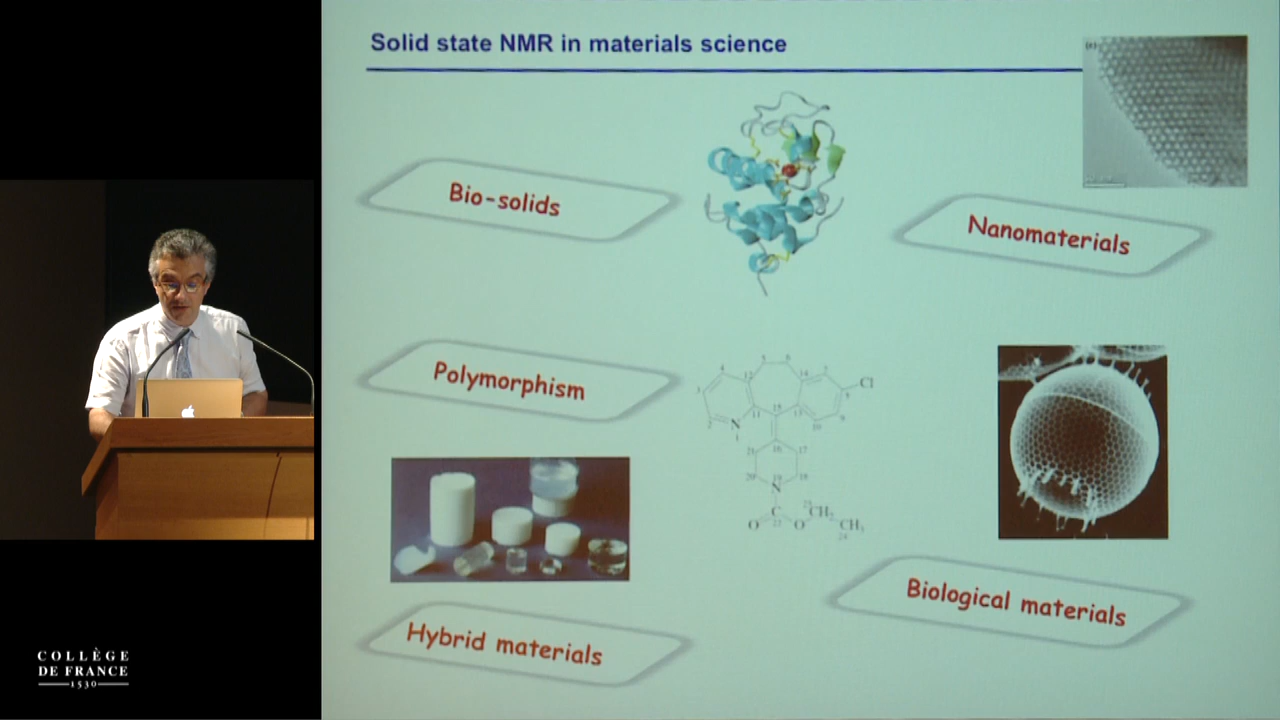 Solid state NMR in materials science
Bio-solids
Nanomaterials
Polymorphism
Cl
N
N
C
O
O
CH2
CH3
Biological materials
Hybrid materials
COLLÈGE
DE FRANCE
1530